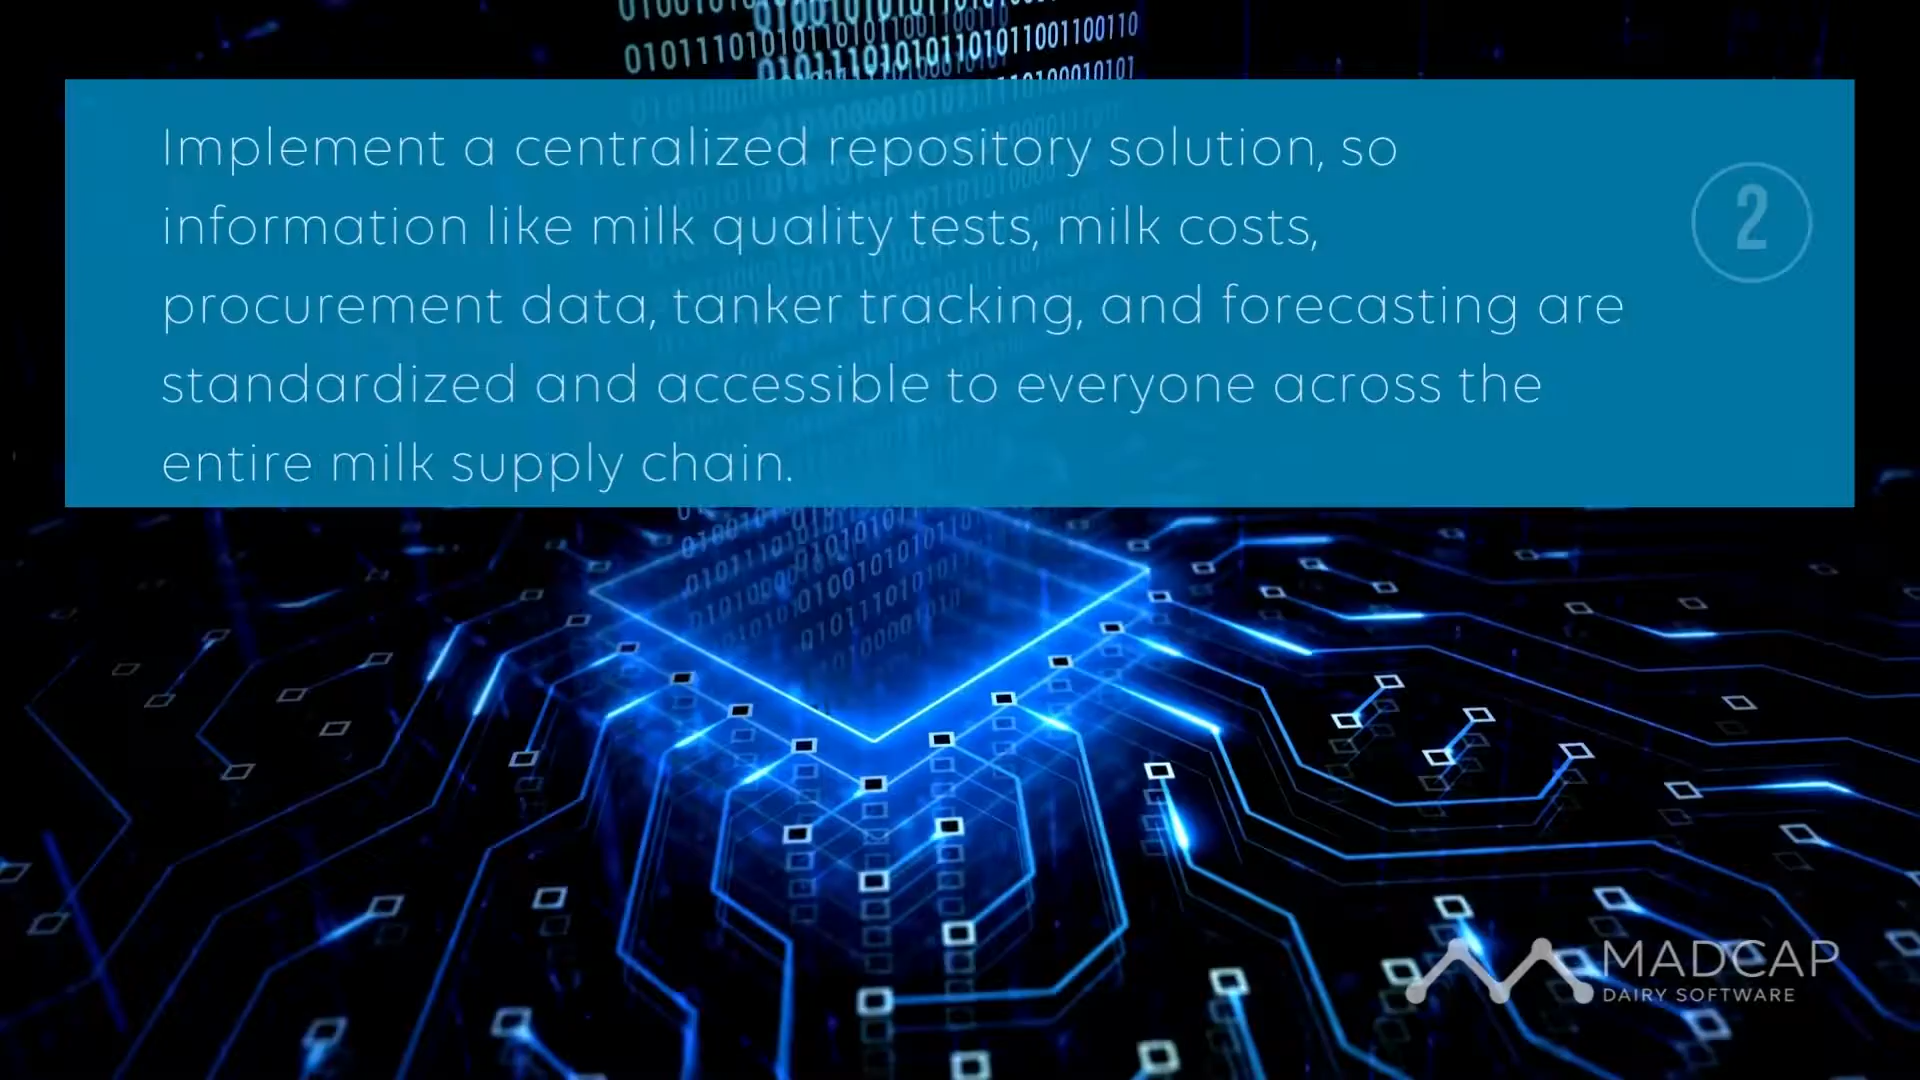 Implement a centralized repository solution, so
information like milk quality tests, milk costs,
procurement data, tanker tracking, and forecasting are
standardized and accessible to everyone across the
entire milk supply chain.
2
MADCAP
DAIRY SOFTWARE